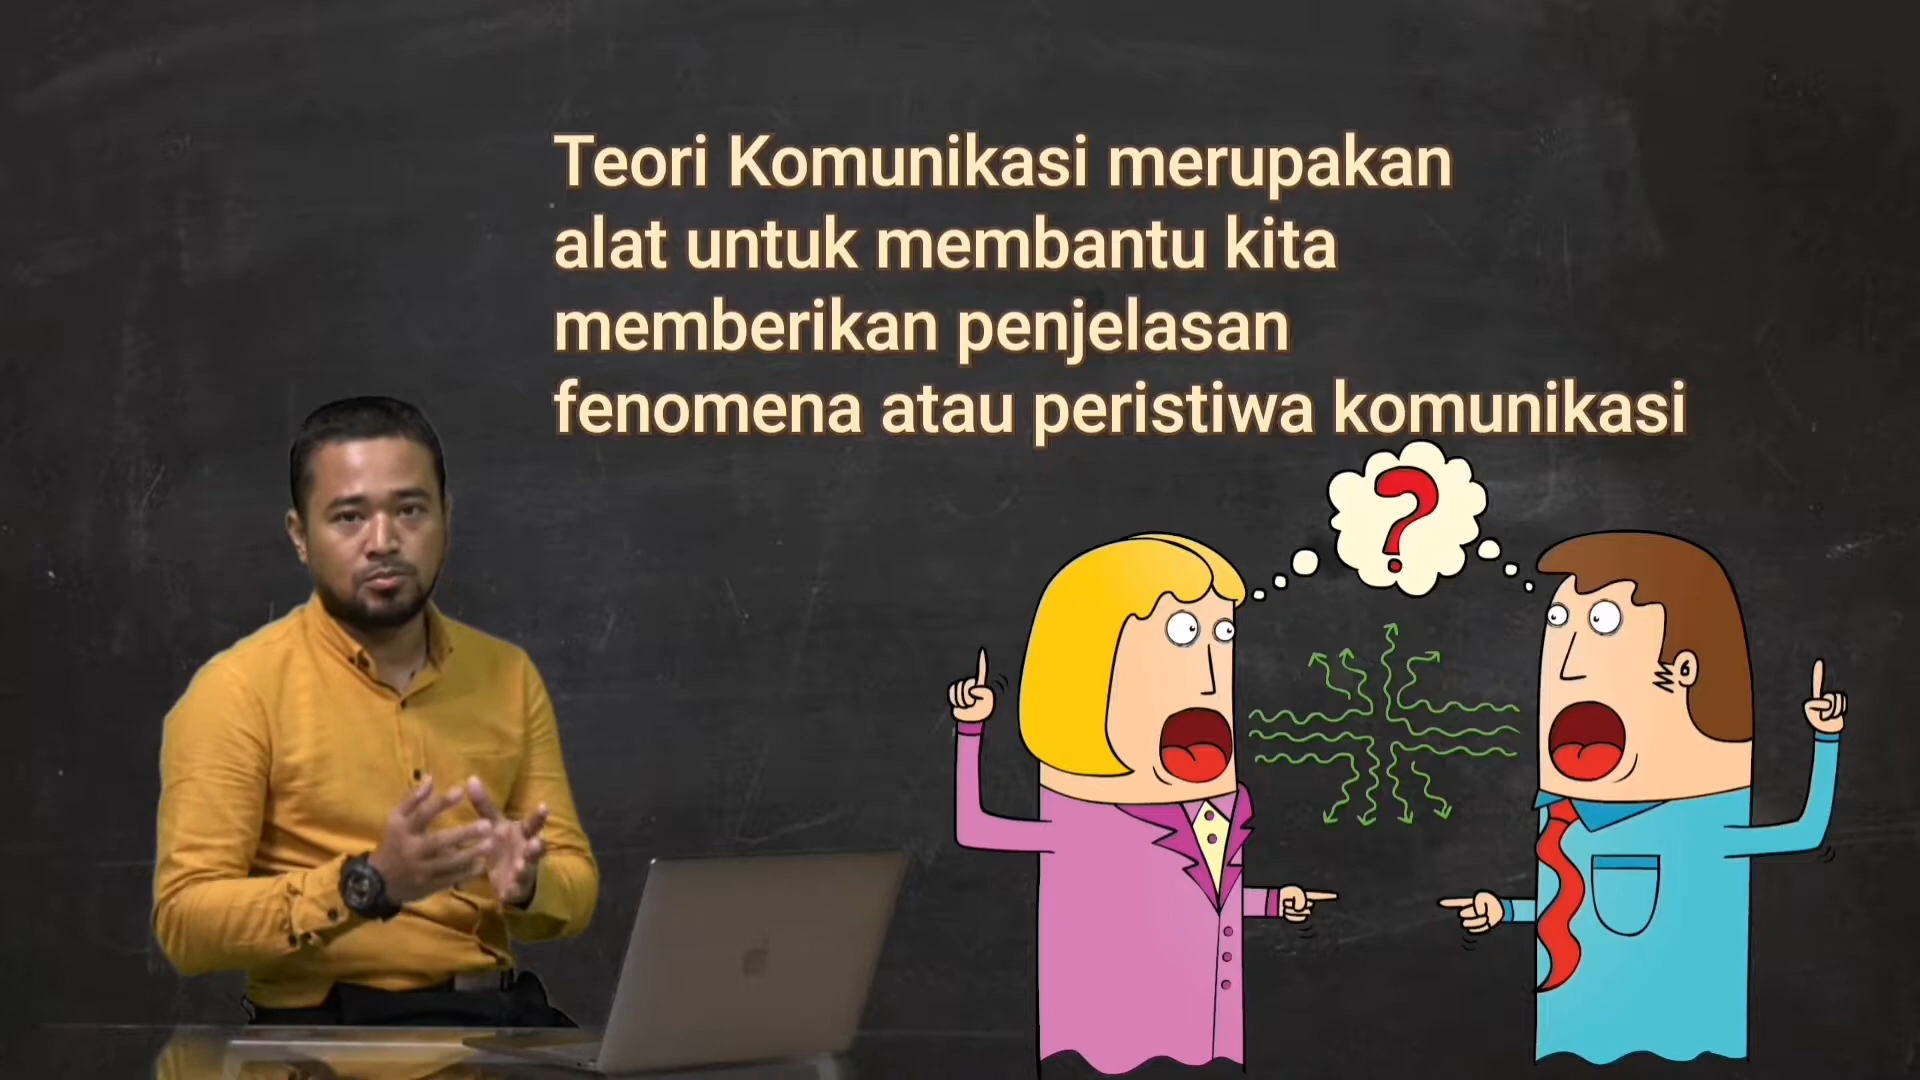 Teori Komunikasi merupakan
alat untuk membantu kita
memberikan penjelasan
fenomena atau peristiwa komunikasi
?